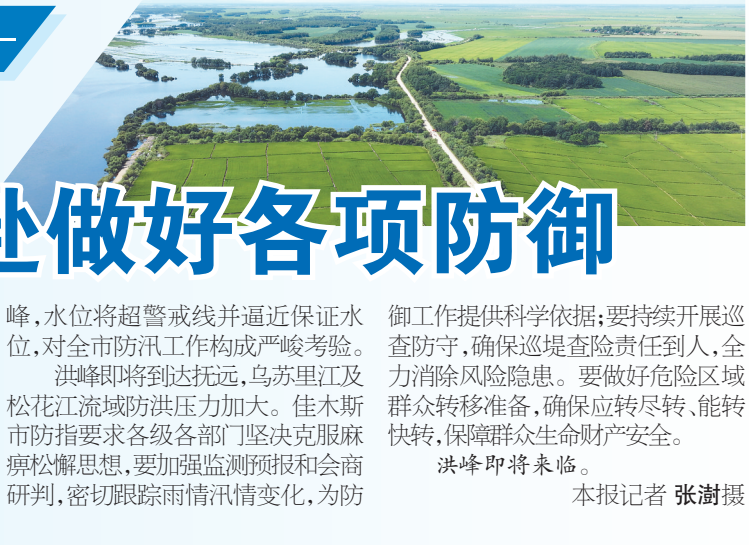 赴做好各项防御
峰,水位将超警戒线并逼近保证水
位,对全市防汛工作构成严峻考验。
洪峰即将到达抚远,乌苏里江及
松花江流域防洪压力加大。佳木斯
市防指要求各级各部门坚决克服麻
痹松懈思想,要加强监测预报和会商
研判,密切跟踪雨情汛情变化,为防
御工作提供科学依据;要持续开展巡
查防守,确保巡堤查险责任到人,全
力消除风险隐患。要做好危险区域
群众转移准备,确保应转尽转、能转
快转,保障群众生命财产安全。
洪峰即将来临。
本报记者 张澍摄